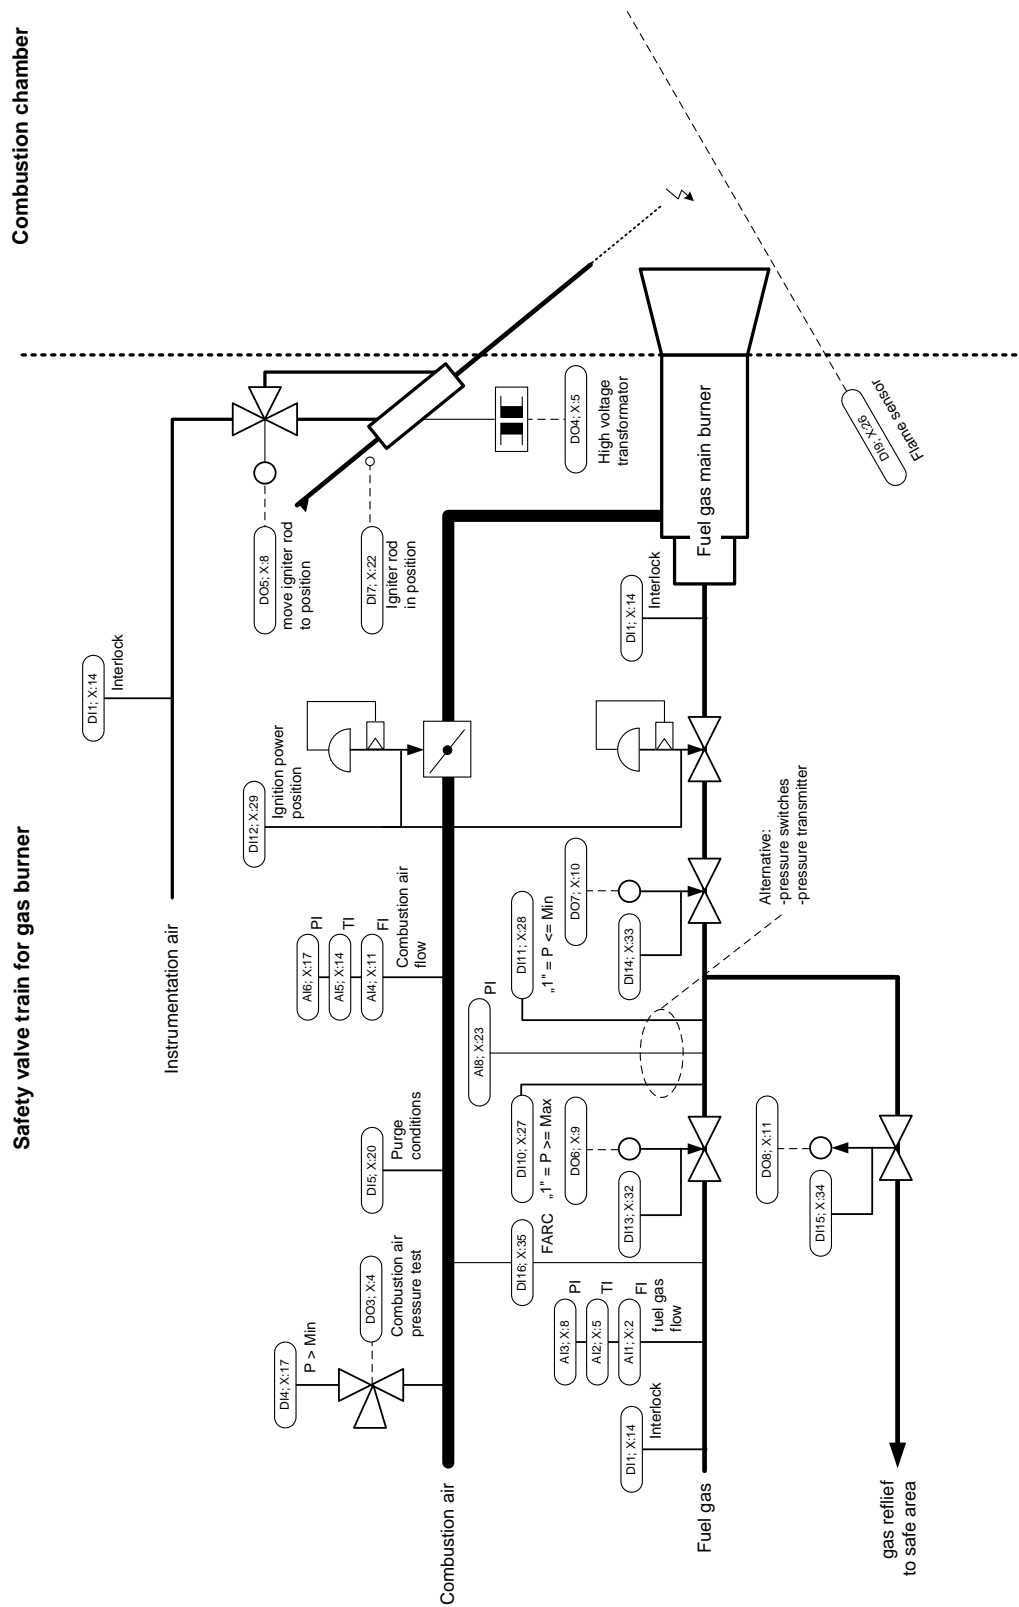 Safety valve train for gas burner
Combustion chamber
Instrumentation air
DI1; X:14
Interlock
DO5; X:8
move igniter rod
to position
DI7; X:22
Igniter rod
in position
DO4; X:5
High voltage
transformator
DI4; X:17
P > Min
DO3; X:4
Combustion air
pressure test
DI5; X:20
Purge
conditions
AI6; X:17
PI
AI5; X:14
TI
AI4; X:11
FI
Combustion air
flow
DI12; X:29
Ignition power
position
Combustion air
DI16; X:35
FARC
DI10; X:27
„1" = P >= Max
AI8; X:23
PI
DI11; X:28
„1" = P <= Min
AI3; X:8
PI
AI2; X:5
TI
AI1; X:2
FI
fuel gas
flow
DO6; X:9
DI13; X:32
DO7; X:10
DI14; X:33
DI1; X:14
Interlock
DI1; X:14
Interlock
Fuel gas
Fuel gas main burner
DI9; X:26
Flame sensor
Alternative:
-pressure switches
-pressure transmitter
DO8; X:11
DI15; X:34
gas reflief
to safe area